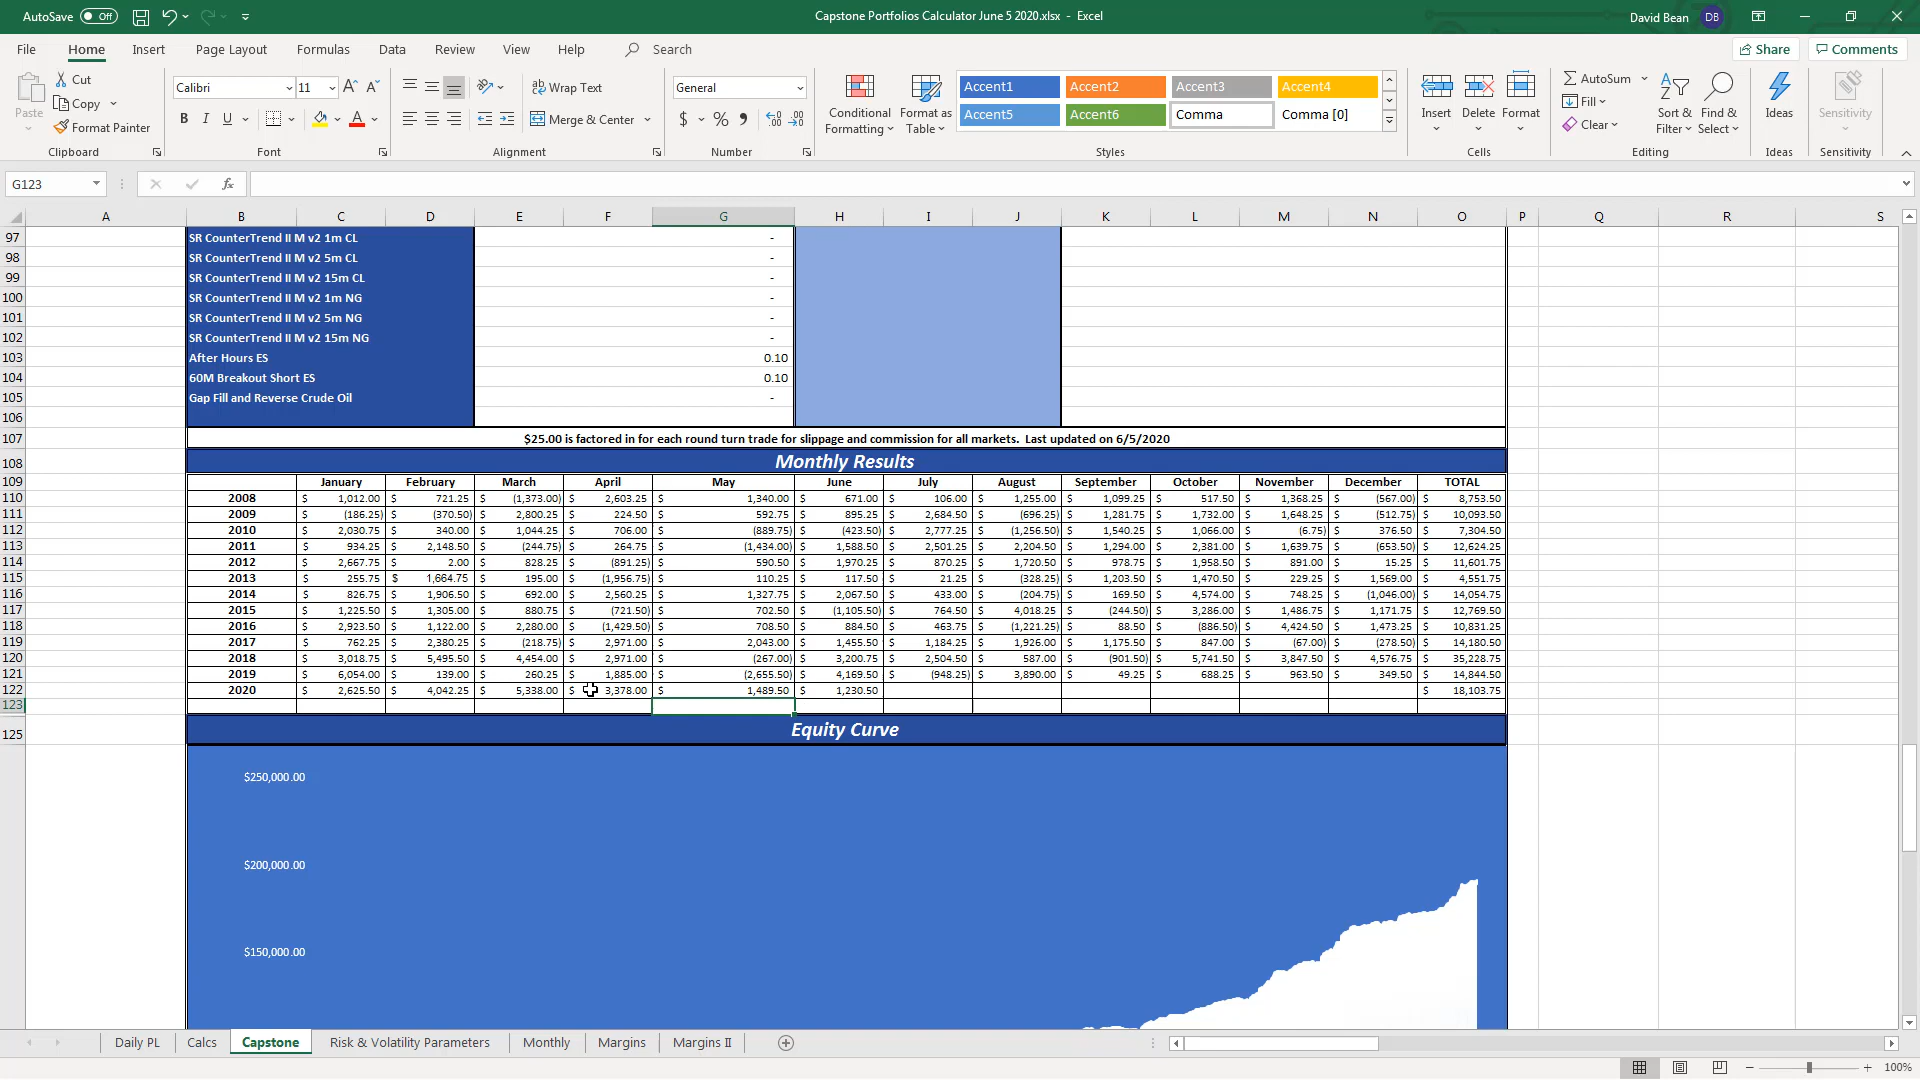 AutoSave Off Capstone Portfolios Calculator June 5 2020.xlsx - Excel David Bean DB
File Home Insert Page Layout Formulas Data Review View Help Search Share Comments
Paste Cut Copy Format Painter Clipboard
Calibri 11 A A B I U A Font
Wrap Text Merge & Center Alignment
General $ % Number
Conditional Formatting Format as Table Accent1 Accent2 Accent3 Accent4 Accent5 Accent6 Comma Comma [0] Styles
Insert Delete Format Cells
AutoSum Fill Clear Sort & Filter Find & Select Editing
Ideas Ideas Sensitivity Sensitivity
G123 fx
A B C D E F G H I J K L M N O P Q R S
97 SR CounterTrend II M v2 1m CL -
98 SR CounterTrend II M v2 5m CL -
99 SR CounterTrend II M v2 15m CL -
100 SR CounterTrend II M v2 1m NG -
101 SR CounterTrend II M v2 5m NG -
102 SR CounterTrend II M v2 15m NG -
103 After Hours ES 0.10
104 60M Breakout Short ES 0.10
105 Gap Fill and Reverse Crude Oil -
106
107 $25.00 is factored in for each round turn trade for slippage and commission for all markets. Last updated on 6/5/2020
108 Monthly Results
109 January February March April May June July August September October November December TOTAL
110 2008 $ 1,012.00 $ 721.25 $ (1,373.00) $ 2,603.25 $ 1,340.00 $ 671.00 $ 106.00 $ 1,255.00 $ 1,099.25 $ 517.50 $ 1,368.25 $ (567.00) $ 8,753.50
111 2009 $ (186.25) $ (370.50) $ 2,800.25 $ 224.50 $ 592.75 $ 895.25 $ 2,684.50 $ (696.25) $ 1,281.75 $ 1,732.00 $ 1,648.25 $ (512.75) $ 10,093.50
112 2010 $ 2,030.75 $ 340.00 $ 1,044.25 $ 706.00 $ (889.75) $ (423.50) $ 2,777.25 $ (1,256.50) $ 1,540.25 $ 1,066.00 $ (6.75) $ 376.50 $ 7,304.50
113 2011 $ 934.25 $ 2,148.50 $ (244.75) $ 264.75 $ (1,434.00) $ 1,588.50 $ 2,501.25 $ 2,204.50 $ 1,294.00 $ 2,381.00 $ 1,639.75 $ (653.50) $ 12,624.25
114 2012 $ 2,667.75 $ 2.00 $ 828.25 $ (891.25) $ 590.50 $ 1,970.25 $ 870.25 $ 1,720.50 $ 978.75 $ 1,958.50 $ 891.00 $ 15.25 $ 11,601.75
115 2013 $ 255.75 $ 1,664.75 $ 195.00 $ (1,956.75) $ 110.25 $ 117.50 $ 21.25 $ (328.25) $ 1,203.50 $ 1,470.50 $ 229.25 $ 1,569.00 $ 4,551.75
116 2014 $ 826.75 $ 1,906.50 $ 692.00 $ 2,560.25 $ 1,327.75 $ 2,067.50 $ 433.00 $ (204.75) $ 169.50 $ 4,574.00 $ 748.25 $ (1,046.00) $ 14,054.75
117 2015 $ 1,225.50 $ 1,305.00 $ 880.75 $ (721.50) $ 702.50 $ (1,105.50) $ 764.50 $ 4,018.25 $ (244.50) $ 3,286.00 $ 1,486.75 $ 1,171.75 $ 12,769.50
118 2016 $ 2,923.50 $ 1,122.00 $ 2,280.00 $ (1,429.50) $ 708.50 $ 884.50 $ 463.75 $ (1,221.25) $ 88.50 $ (886.50) $ 4,424.50 $ 1,473.25 $ 10,831.25
119 2017 $ 762.25 $ 2,380.25 $ (218.75) $ 2,971.00 $ 2,043.00 $ 1,455.50 $ 1,184.25 $ 1,926.00 $ 1,175.50 $ 847.00 $ (67.00) $ (278.50) $ 14,180.50
120 2018 $ 3,018.75 $ 5,495.50 $ 4,454.00 $ 2,971.00 $ (267.00) $ 3,200.75 $ 2,504.50 $ 587.00 $ (901.50) $ 5,741.50 $ 3,847.50 $ 4,576.75 $ 35,228.75
121 2019 $ 6,054.00 $ 139.00 $ 260.25 $ 1,885.00 $ (2,655.50) $ 4,169.50 $ (948.25) $ 3,890.00 $ 49.25 $ 688.25 $ 963.50 $ 349.50 $ 14,844.50
122 2020 $ 2,625.50 $ 4,042.25 $ 5,338.00 $ 3,378.00 $ 1,489.50 $ 1,230.50 $ 18,103.75
123
125 Equity Curve
$250,000.00
$200,000.00
$150,000.00
Daily PL Calcs Capstone Risk & Volatility Parameters Monthly Margins Margins II
100%